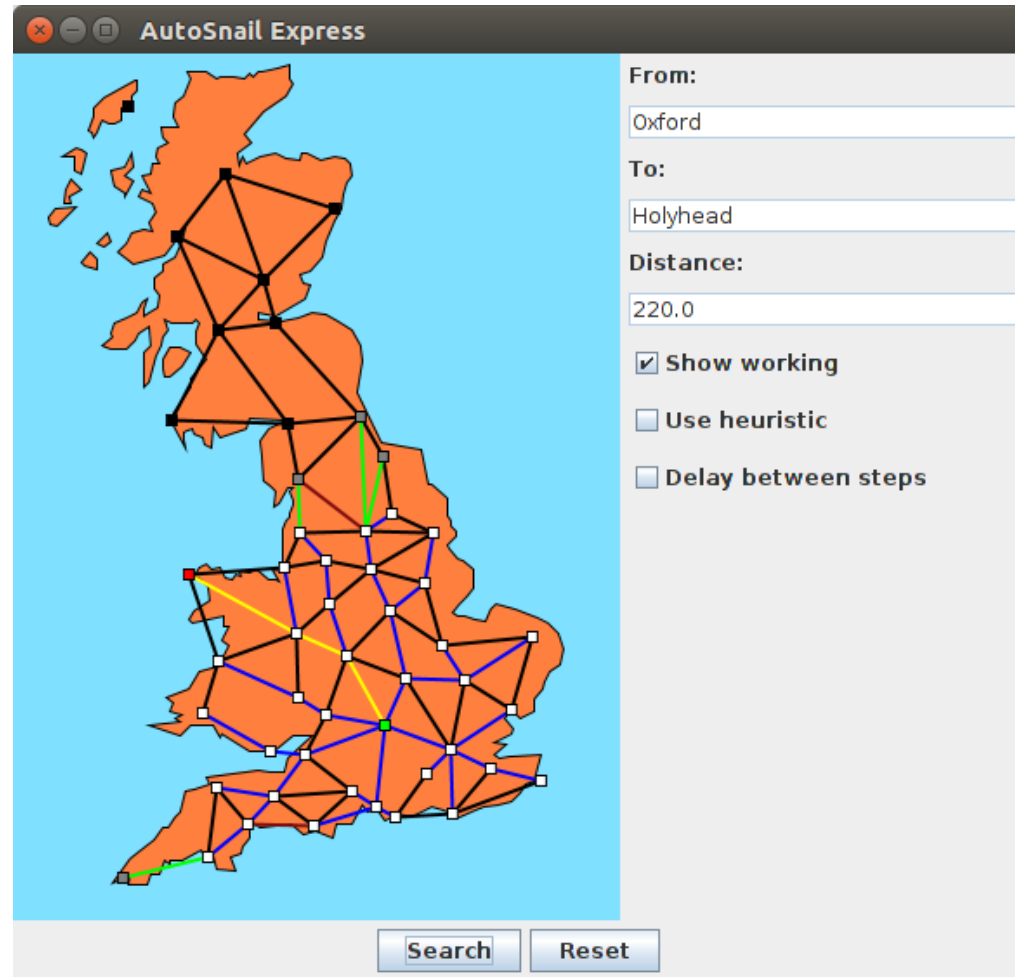 AutoSnail Express
From:
Oxford
To:
Holyhead
Distance:
220.0
Show working
Use heuristic
Delay between steps
Search Reset